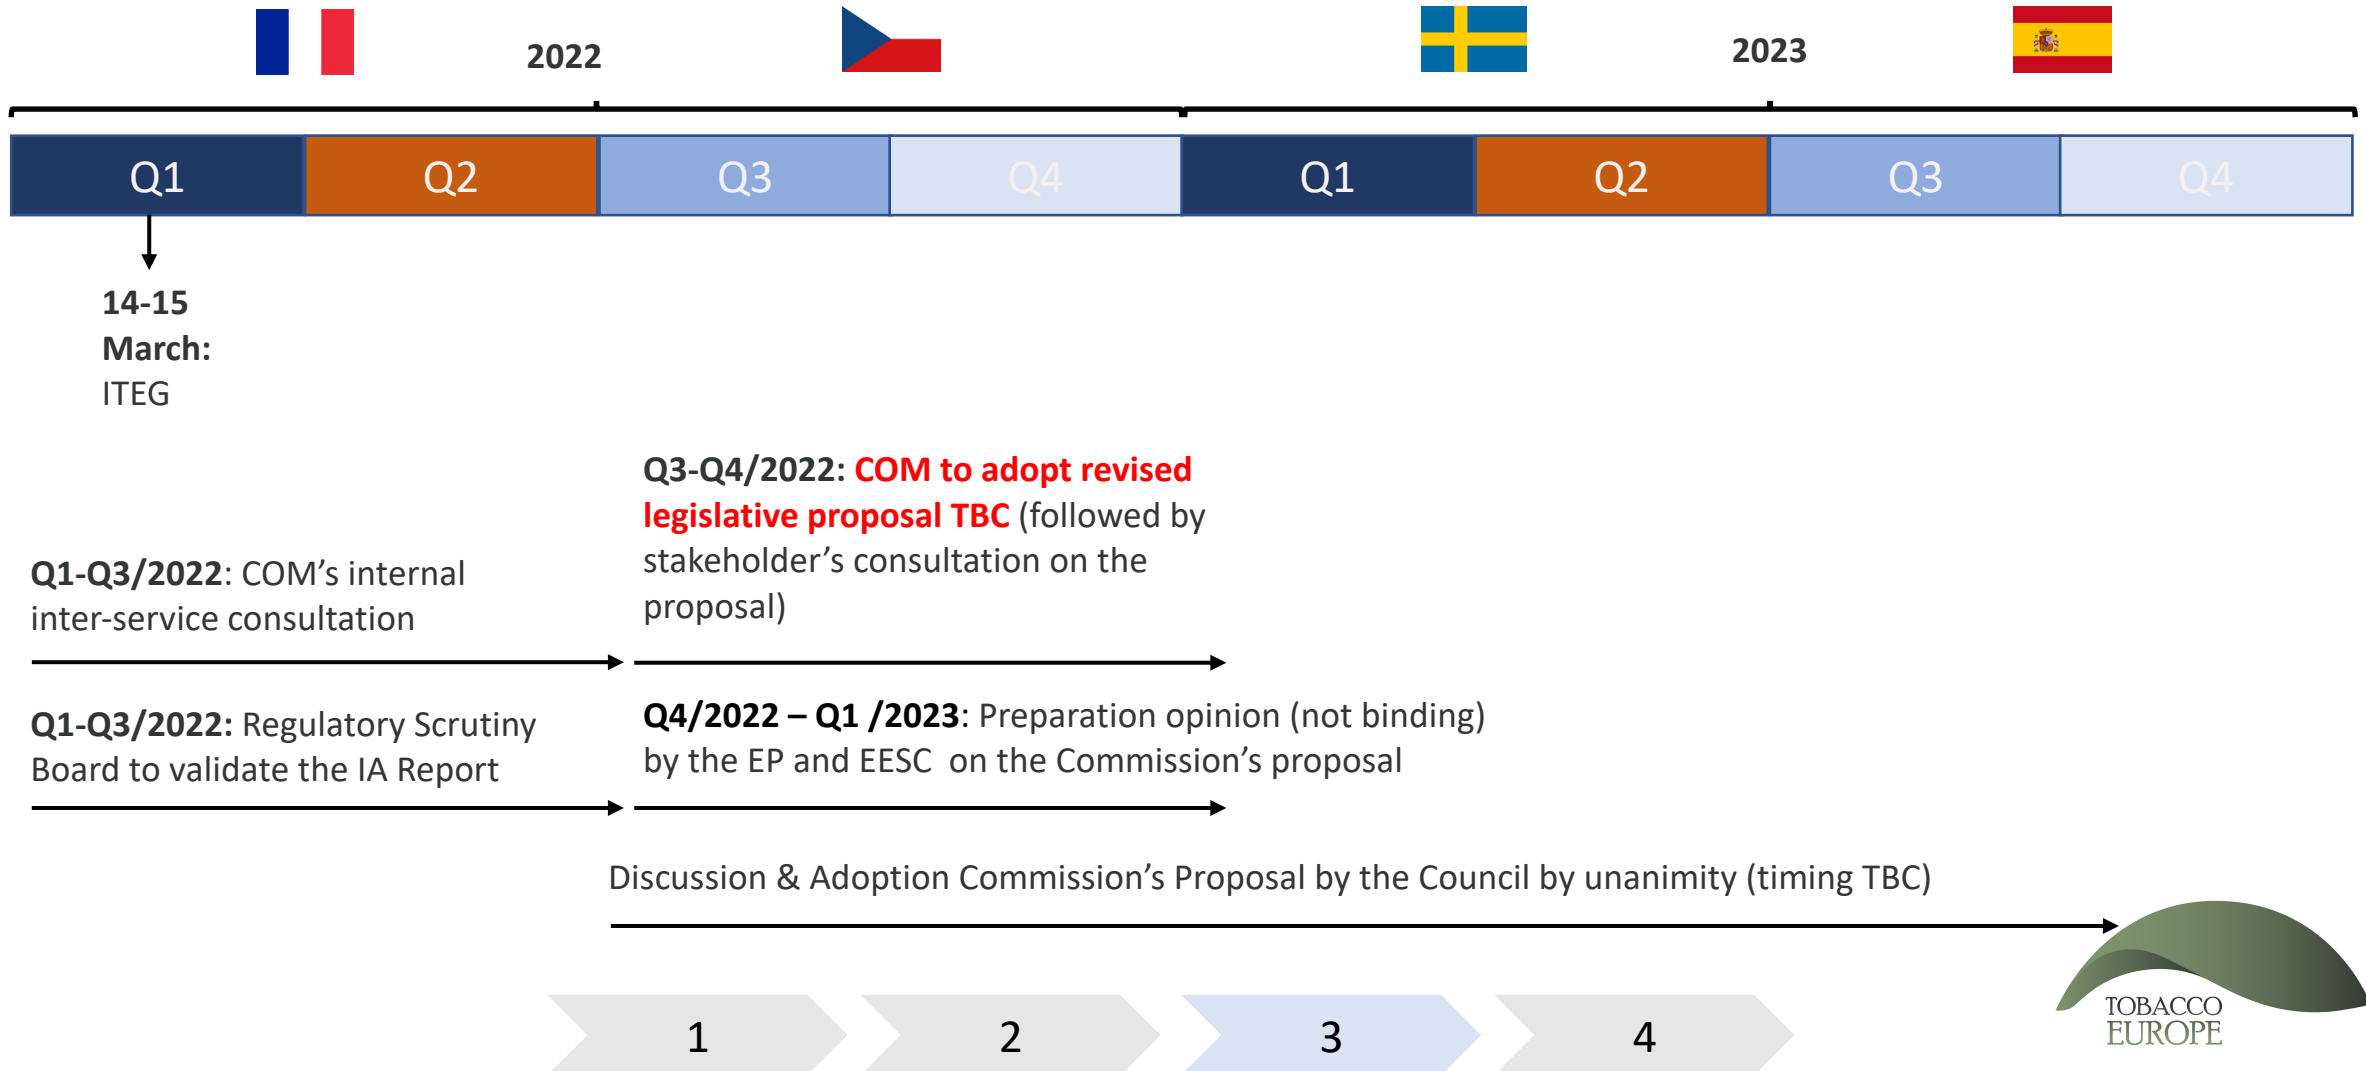 2022
2023
Q1
Q2
Q3
Q4
Q1
Q2
Q3
Q4
14-15
March:
ITEG
Q3-Q4/2022: COM to adopt revised
legislative proposal TBC (followed by
stakeholder’s consultation on the
proposal)
Q1-Q3/2022: COM’s internal
inter-service consultation
Q4/2022 – Q1 /2023: Preparation opinion (not binding)
by the EP and EESC  on the Commission’s proposal
Q1-Q3/2022: Regulatory Scrutiny
Board to validate the IA Report
Discussion & Adoption Commission’s Proposal by the Council by unanimity (timing TBC)
1
2
3
4
TOBACCO
EUROPE